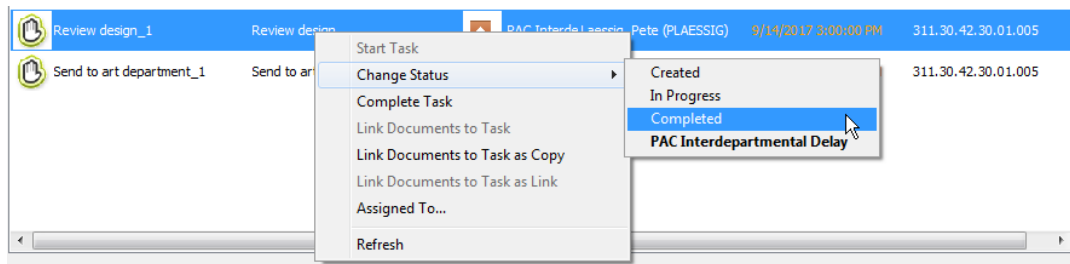 Review design_1 Review design PAC Interde Laessig, Pete (PLAESSIG) 9/14/2017 3:00:00 PM 311.30.42.30.01.005
Send to art department_1 Send to ar 311.30.42.30.01.005
Start Task
Change Status
Complete Task
Link Documents to Task
Link Documents to Task as Copy
Link Documents to Task as Link
Assigned To...
Refresh
Created
In Progress
Completed
PAC Interdepartmental Delay